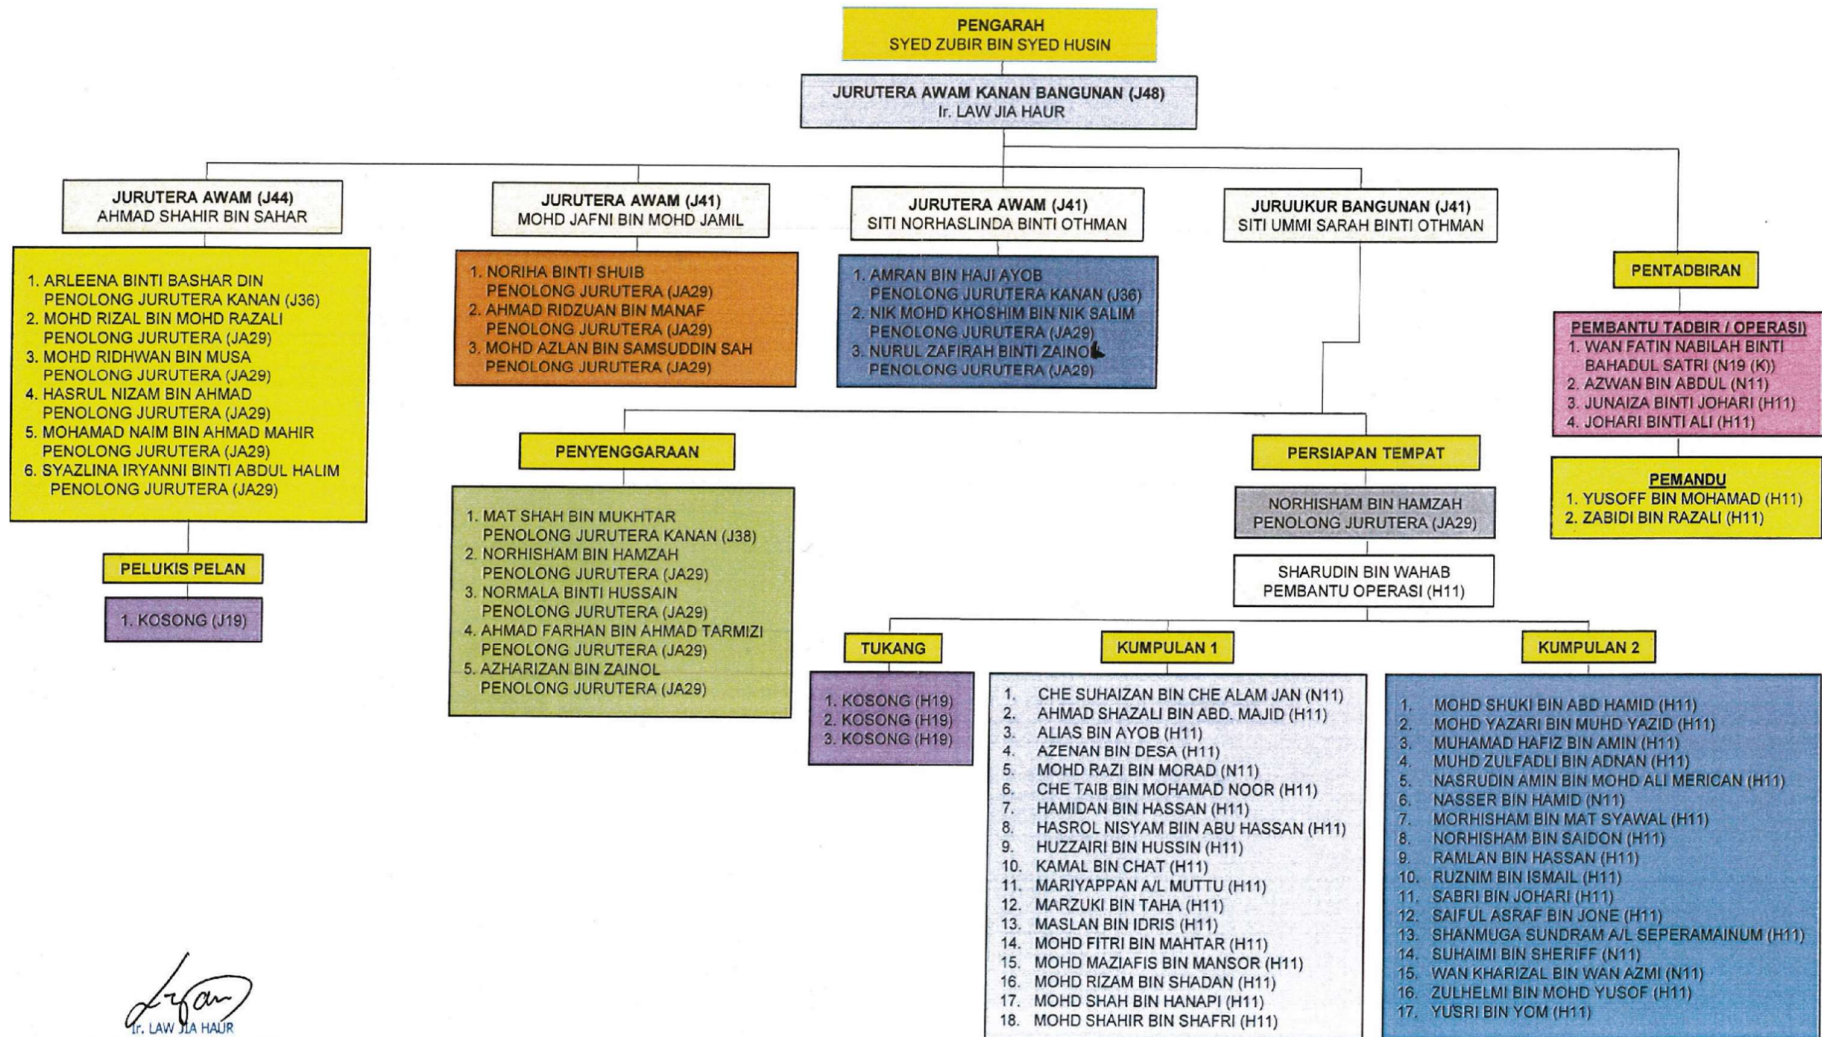 PENGARAH
SYED ZUBIR BIN SYED HUSIN
JURUTERA AWAM KANAN BANGUNAN (J48)
Ir. LAW JIA HAUR
JURUTERA AWAM (J44)
AHMAD SHAHIR BIN SAHAR
1. ARLEENA BINTI BASHAR DIN
PENOLONG JURUTERA KANAN (J36)
2. MOHD RIZAL BIN MOHD RAZALI
PENOLONG JURUTERA (JA29)
3. MOHD RIDHWAN BIN MUSA
PENOLONG JURUTERA (JA29)
4. HASRUL NIZAM BIN AHMAD
PENOLONG JURUTERA (JA29)
5. MOHAMAD NAIM BIN AHMAD MAHIR
PENOLONG JURUTERA (JA29)
6. SYAZLINA IRYANNI BINTI ABDUL HALIM
PENOLONG JURUTERA (JA29)
PELUKIS PELAN
1. KOSONG (J19)
JURUTERA AWAM (J41)
MOHD JAFNI BIN MOHD JAMIL
1. NORIHA BINTI SHUIB
PENOLONG JURUTERA (JA29)
2. AHMAD RIDZUAN BIN MANAF
PENOLONG JURUTERA (JA29)
3. MOHD AZLAN BIN SAMSUDDIN SAH
PENOLONG JURUTERA (JA29)
JURUTERA AWAM (J41)
SITI NORHASLINDA BINTI OTHMAN
1. AMRAN BIN HAJI AYOB
PENOLONG JURUTERA KANAN (J36)
2. NIK MOHD KHOSHIM BIN NIK SALIM
PENOLONG JURUTERA (JA29)
3. NURUL ZAFIRAH BINTI ZAINOL
PENOLONG JURUTERA (JA29)
JURUUKUR BANGUNAN (J41)
SITI UMMI SARAH BINTI OTHMAN
PENYENGGARAAN
1. MAT SHAH BIN MUKHTAR
PENOLONG JURUTERA KANAN (J38)
2. NORHISHAM BIN HAMZAH
PENOLONG JURUTERA (JA29)
3. NORMALA BINTI HUSSAIN
PENOLONG JURUTERA (JA29)
4. AHMAD FARHAN BIN AHMAD TARMIZI
PENOLONG JURUTERA (JA29)
5. AZHARIZAN BIN ZAINOL
PENOLONG JURUTERA (JA29)
PERSIAPAN TEMPAT
NORHISHAM BIN HAMZAH
PENOLONG JURUTERA (JA29)
SHARUDIN BIN WAHAB
PEMBANTU OPERASI (H11)
TUKANG
1. KOSONG (H19)
2. KOSONG (H19)
3. KOSONG (H19)
KUMPULAN 1
1. CHE SUHAIZAN BIN CHE ALAM JAN (N11)
2. AHMAD SHAZALI BIN ABD. MAJID (H11)
3. ALIAS BIN AYOB (H11)
4. AZENAN BIN DESA (H11)
5. MOHD RAZI BIN MORAD (N11)
6. CHE TAIB BIN MOHAMAD NOOR (H11)
7. HAMIDAN BIN HASSAN (H11)
8. HASROL NISYAM BIIN ABU HASSAN (H11)
9. HUZZAIRI BIN HUSSIN (H11)
10. KAMAL BIN CHAT (H11)
11. MARIYAPPAN A/L MUTTU (H11)
12. MARZUKI BIN TAHA (H11)
13. MASLAN BIN IDRIS (H11)
14. MOHD FITRI BIN MAHTAR (H11)
15. MOHD MAZIAFIS BIN MANSOR (H11)
16. MOHD RIZAM BIN SHADAN (H11)
17. MOHD SHAH BIN HANAPI (H11)
18. MOHD SHAHIR BIN SHAFRI (H11)
KUMPULAN 2
1. MOHD SHUKI BIN ABD HAMID (H11)
2. MOHD YAZARI BIN MUHD YAZID (H11)
3. MUHAMAD HAFIZ BIN AMIN (H11)
4. MUHD ZULFADLI BIN ADNAN (H11)
5. NASRUDIN AMIN BIN MOHD ALI MERICAN (H11)
6. NASSER BIN HAMID (N11)
7. MORHISHAM BIN MAT SYAWAL (H11)
8. NORHISHAM BIN SAIDON (H11)
9. RAMLAN BIN HASSAN (H11)
10. RUZNIM BIN ISMAIL (H11)
11. SABRI BIN JOHARI (H11)
12. SAIFUL ASRAF BIN JONE (H11)
13. SHANMUGA SUNDRAM A/L SEPERAMAINUM (H11)
14. SUHAIMI BIN SHERIFF (N11)
15. WAN KHARIZAL BIN WAN AZMI (N11)
16. ZULHELMI BIN MOHD YUSOF (H11)
17. YUSRI BIN YOM (H11)
PENTADBIRAN
PEMBANTU TADBIR / OPERASI)
1. WAN FATIN NABILAH BINTI
BAHADUL SATRI (N19 (K))
2. AZWAN BIN ABDUL (N11)
3. JUNAIZA BINTI JOHARI (H11)
4. JOHARI BINTI ALI (H11)
PEMANDU
1. YUSOFF BIN MOHAMAD (H11)
2. ZABIDI BIN RAZALI (H11)
Ir. LAW JIA HAUR